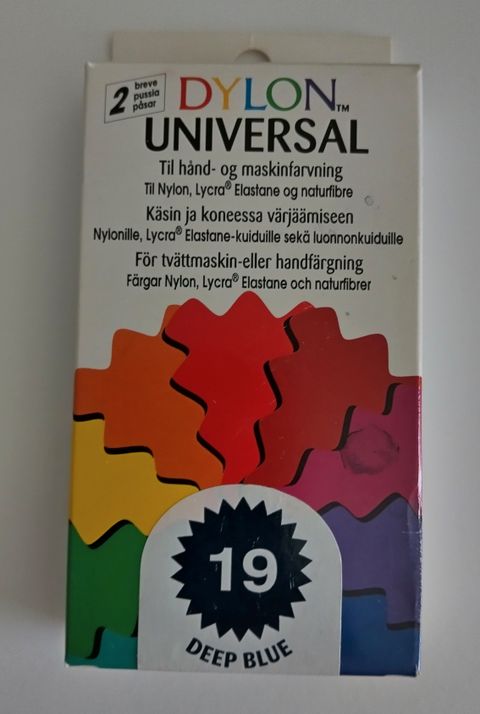 2 breve
pussia
påsar
DYLON™
UNIVERSAL
Til hånd- og maskinfarvning
Til Nylon, Lycra® Elastane og naturfibre
Käsin ja koneessa värjäämiseen
Nylonille, Lycra® Elastane-kuiduille sekä luonnonkuiduille
För tvättmaskin-eller handfärgning
Färgar Nylon, Lycra® Elastane och naturfibrer
19
DEEP BLUE